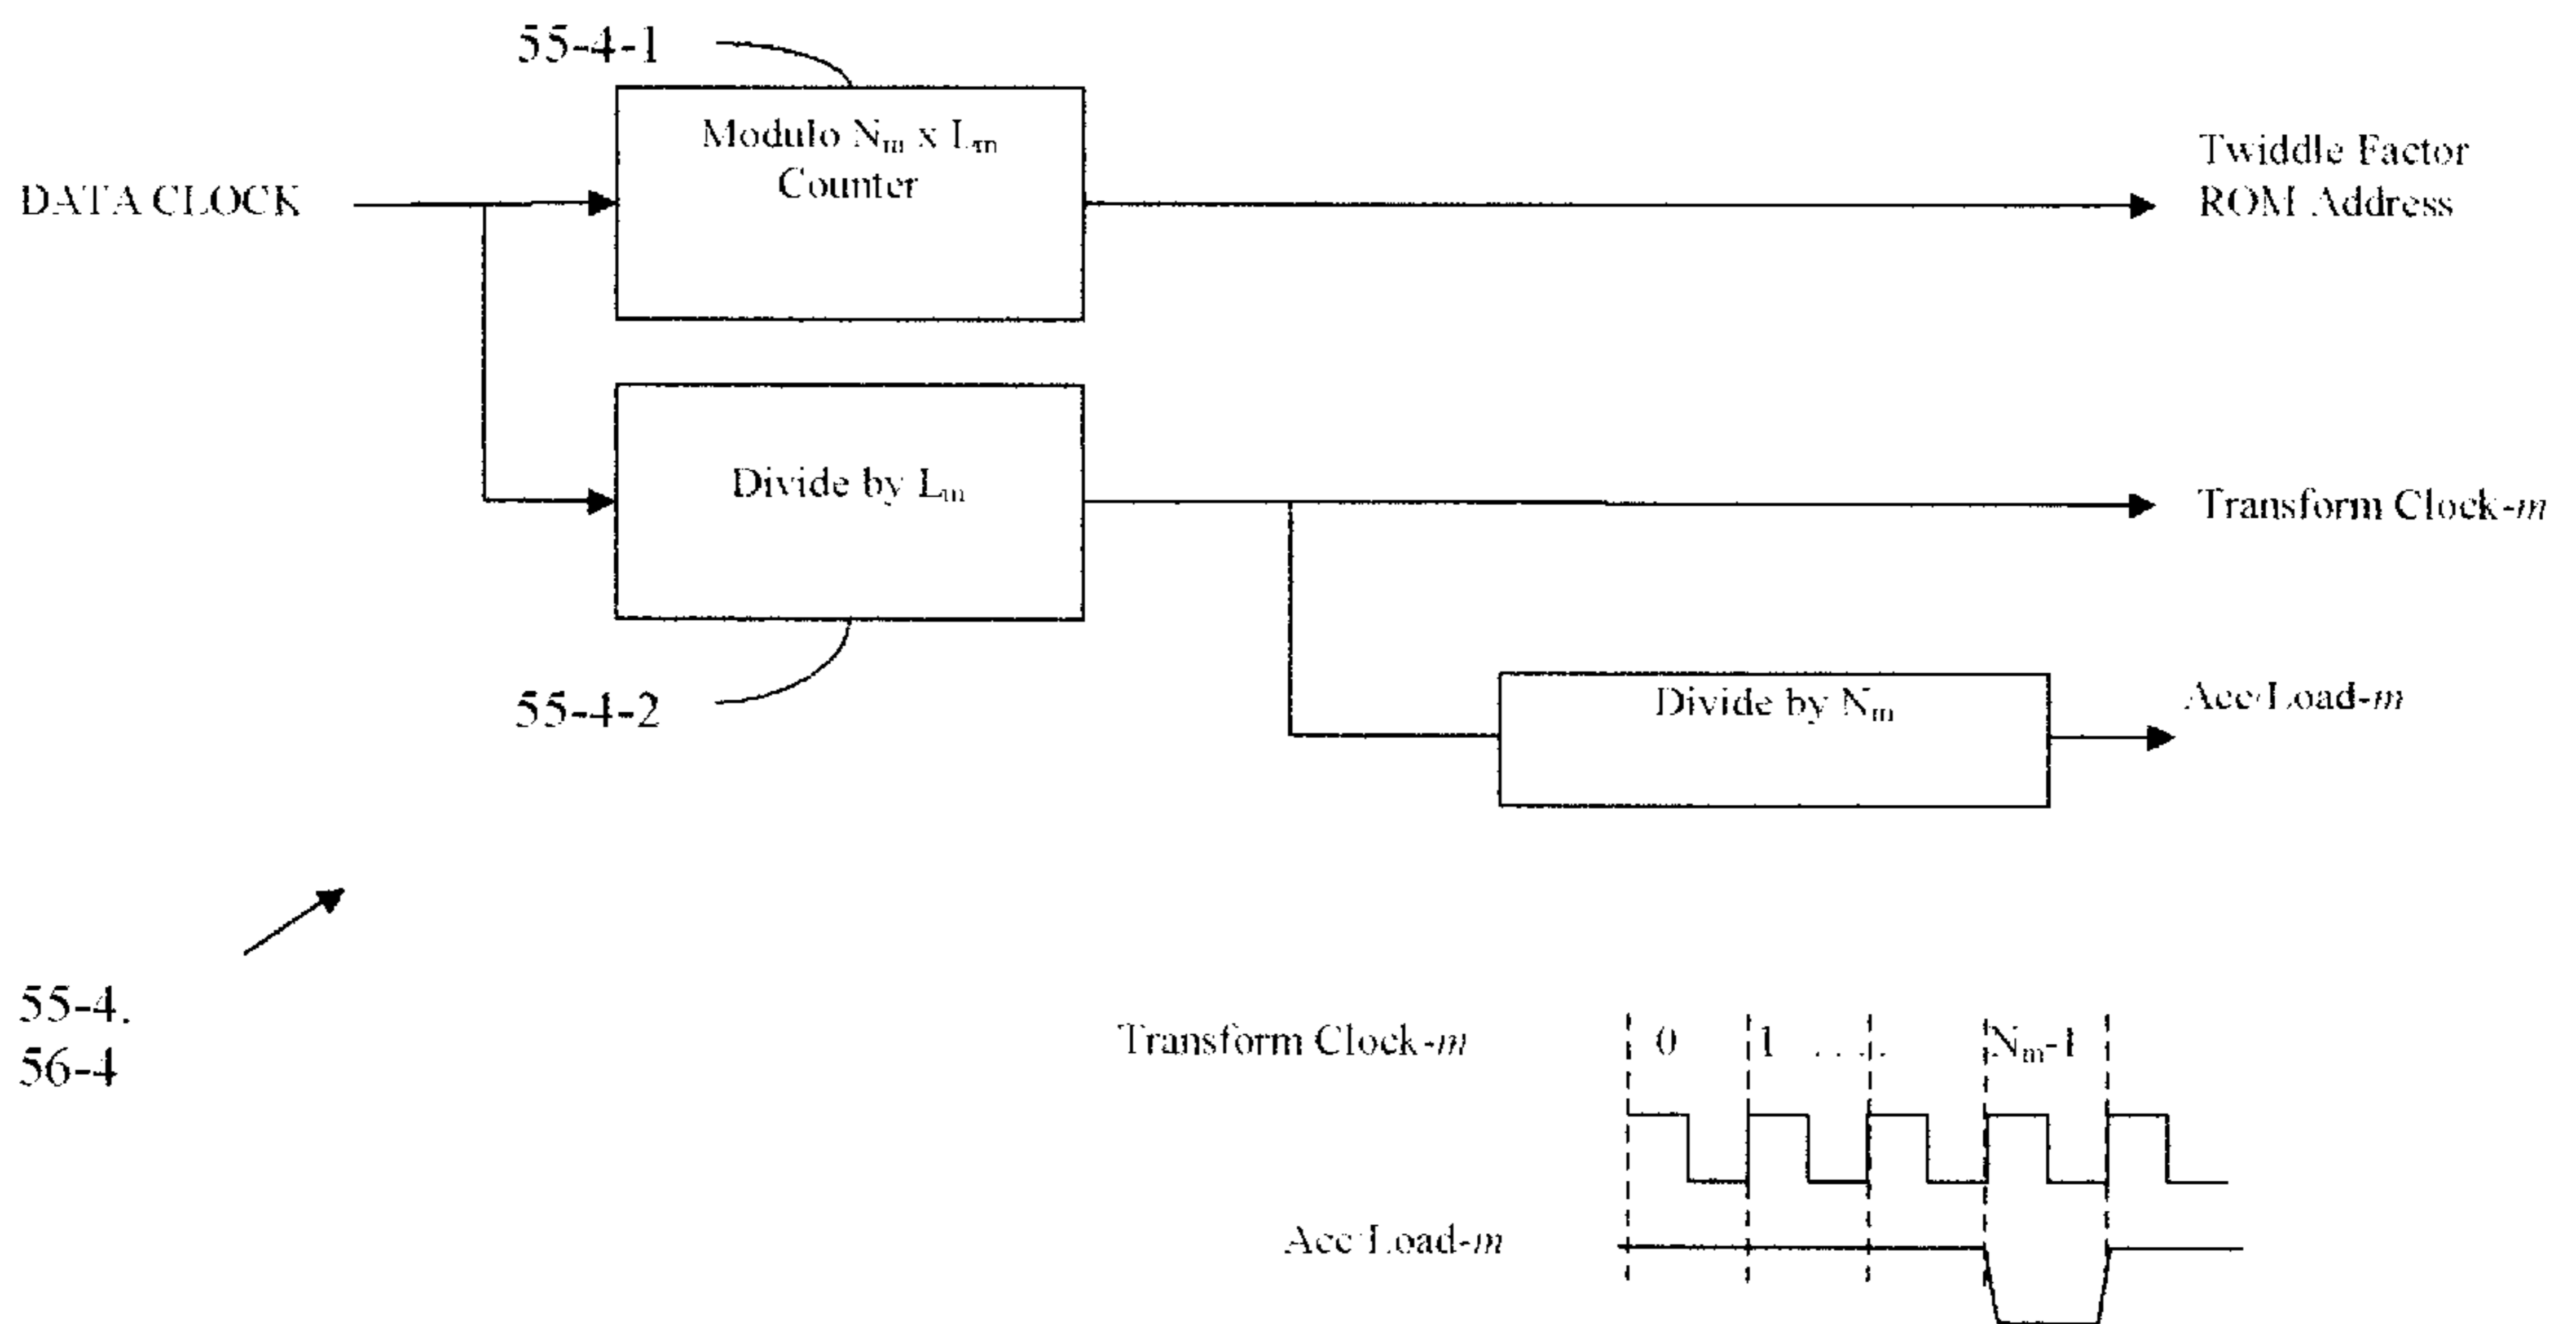 55-4-1
Modulo Nm x Lm
Counter
DATA CLOCK
Twiddle Factor
ROM Address
Divide by Lm
Transform Clock-m
55-4-2
Divide by Nm
Acc/Load-m
55-4.
56-4
Transform Clock-m
0 1 ..... Nm-1
Acc/Load-m